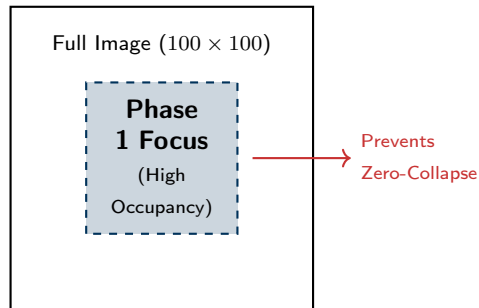 Full Image (100 × 100)
Phase
1 Focus
(High
Occupancy)
Prevents
Zero-Collapse